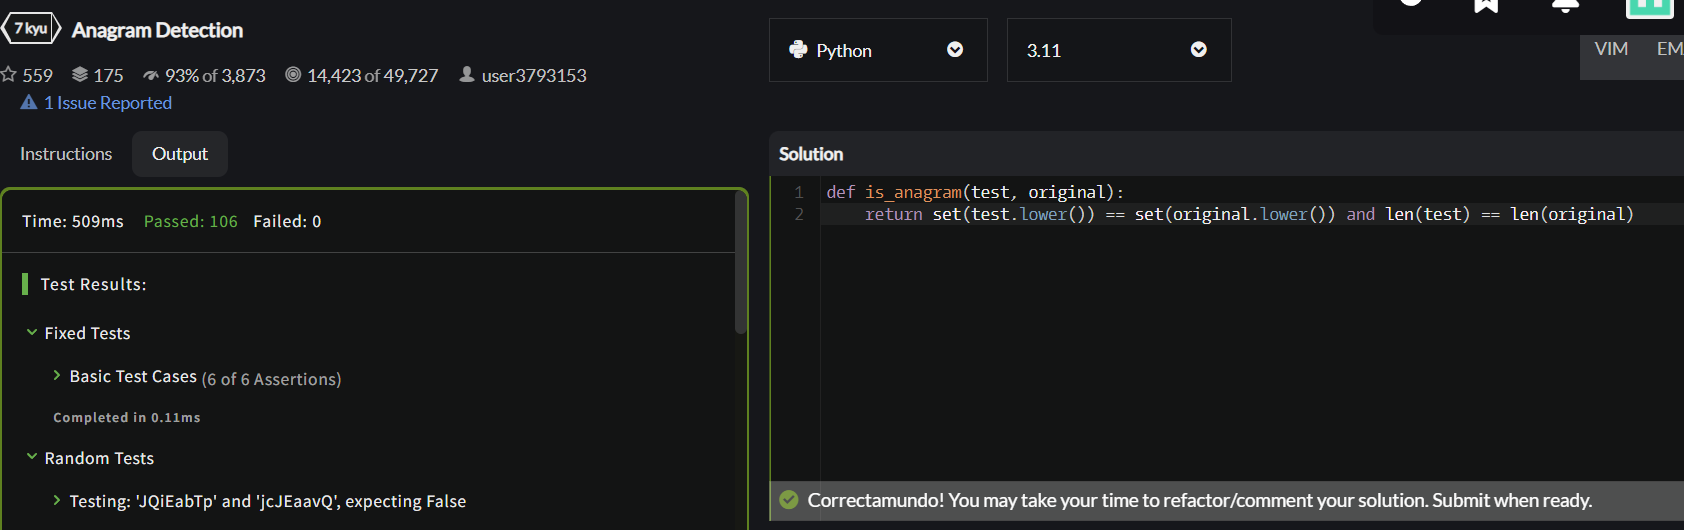 7 kyu Anagram Detection
559 175 93% of 3,873 14,423 of 49,727 user3793153
1 Issue Reported
Python 3.11
VIM EM
Instructions Output
Time: 509ms Passed: 106 Failed: 0
Test Results:
Fixed Tests
Basic Test Cases (6 of 6 Assertions)
Completed in 0.11ms
Random Tests
Testing: 'JQiEabTp' and 'jcJEaavQ', expecting False
Solution
1 def is_anagram(test, original):
2 return set(test.lower()) == set(original.lower()) and len(test) == len(original)
Correctamundo! You may take your time to refactor/comment your solution. Submit when ready.